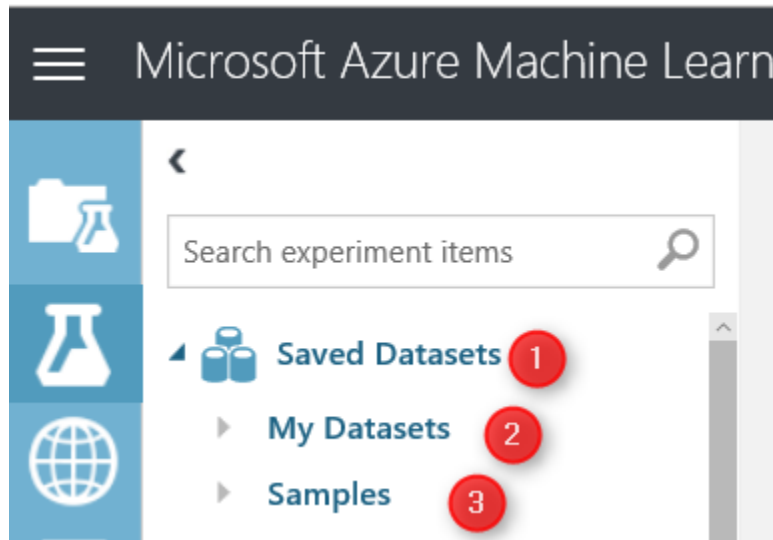 Microsoft Azure Machine Learn
Search experiment items
Saved Datasets 1
My Datasets 2
Samples 3